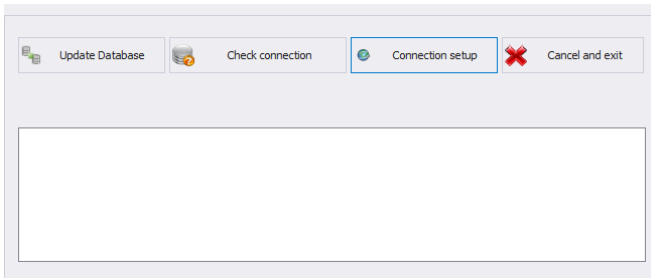 Update Database
Check connection
Connection setup
Cancel and exit